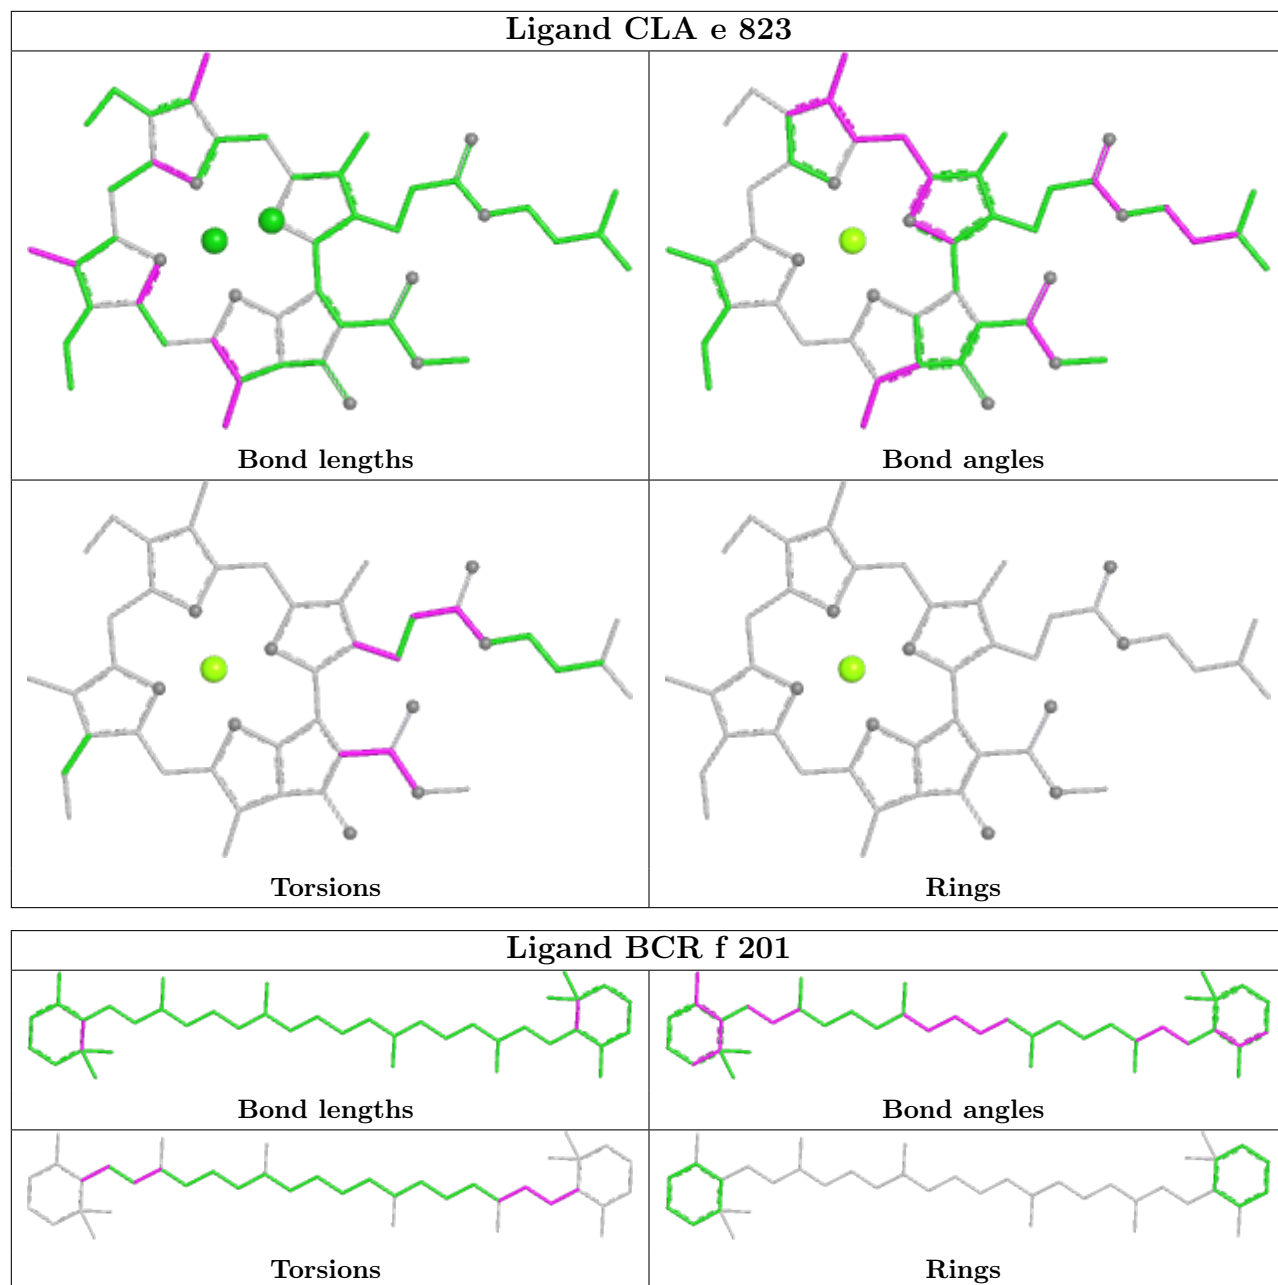 Ligand CLA e 823
Bond lengths
Bond angles
Torsions
Rings
Ligand BCR f 201
Bond lengths
Bond angles
Torsions
Rings